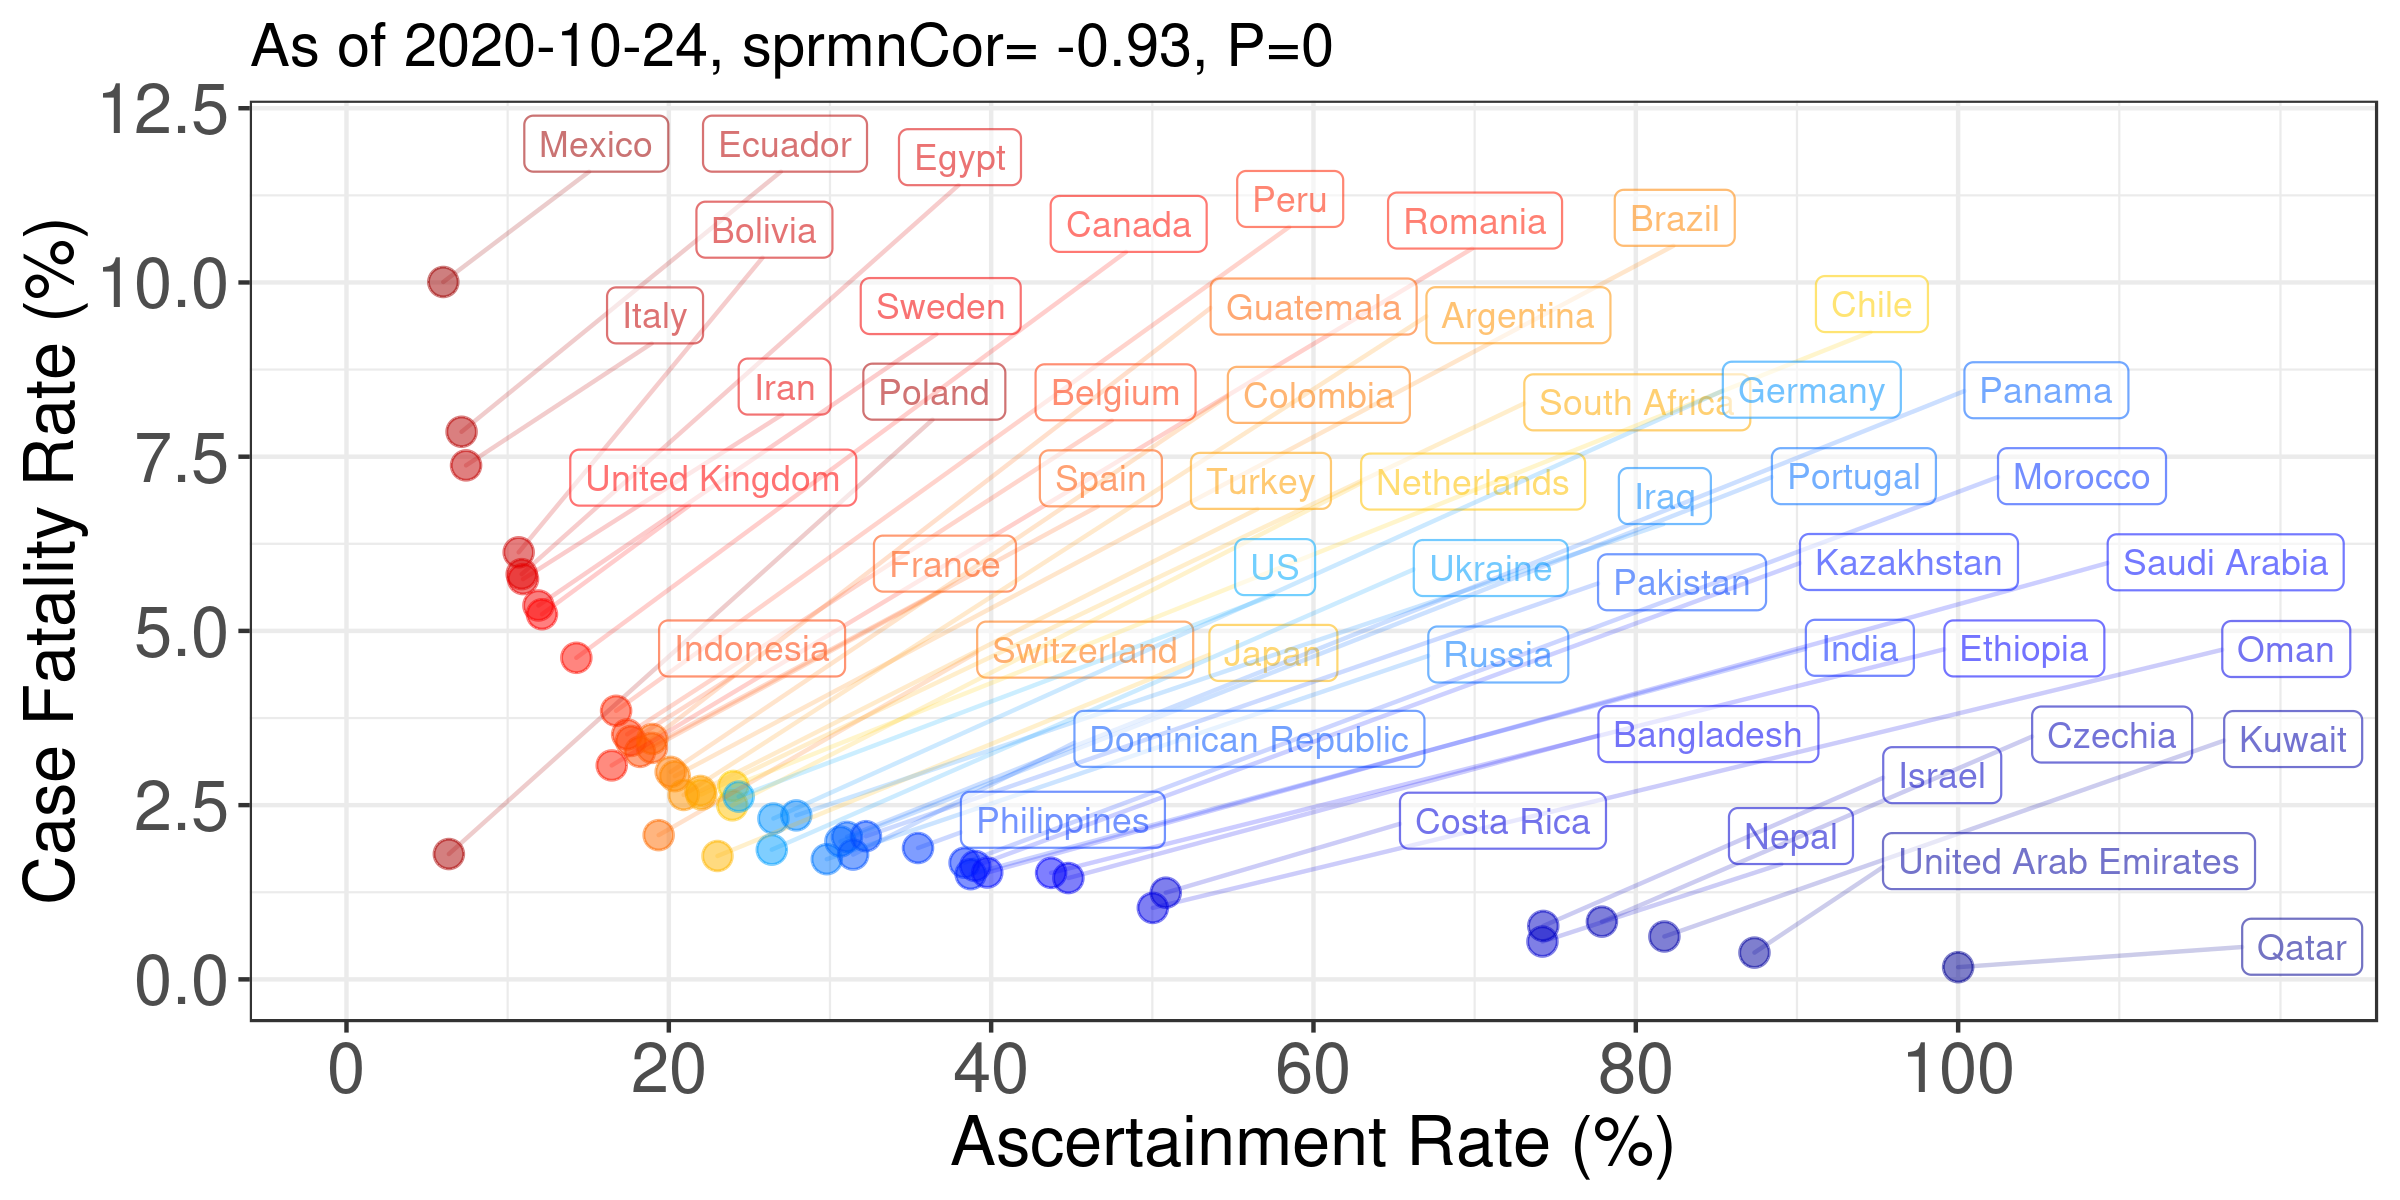 As of 2020-10-24, sprmnCor= -0.93, P=0
Case Fatality Rate (%)
12.5
10.0
7.5
5.0
2.5
0.0
Mexico
Ecuador
Egypt
Peru
Romania
Brazil
Bolivia
Canada
Italy
Sweden
Guatemala
Argentina
Chile
Iran
Poland
Belgium
Colombia
South Africa
Germany
Panama
United Kingdom
Spain
Turkey
Netherlands
Iraq
Portugal
Morocco
France
US
Ukraine
Pakistan
Kazakhstan
Saudi Arabia
Indonesia
Switzerland
Japan
Russia
India
Ethiopia
Oman
Dominican Republic
Bangladesh
Czechia
Kuwait
Israel
Philippines
Costa Rica
Nepal
United Arab Emirates
Qatar
0
20
40
60
80
100
Ascertainment Rate (%)